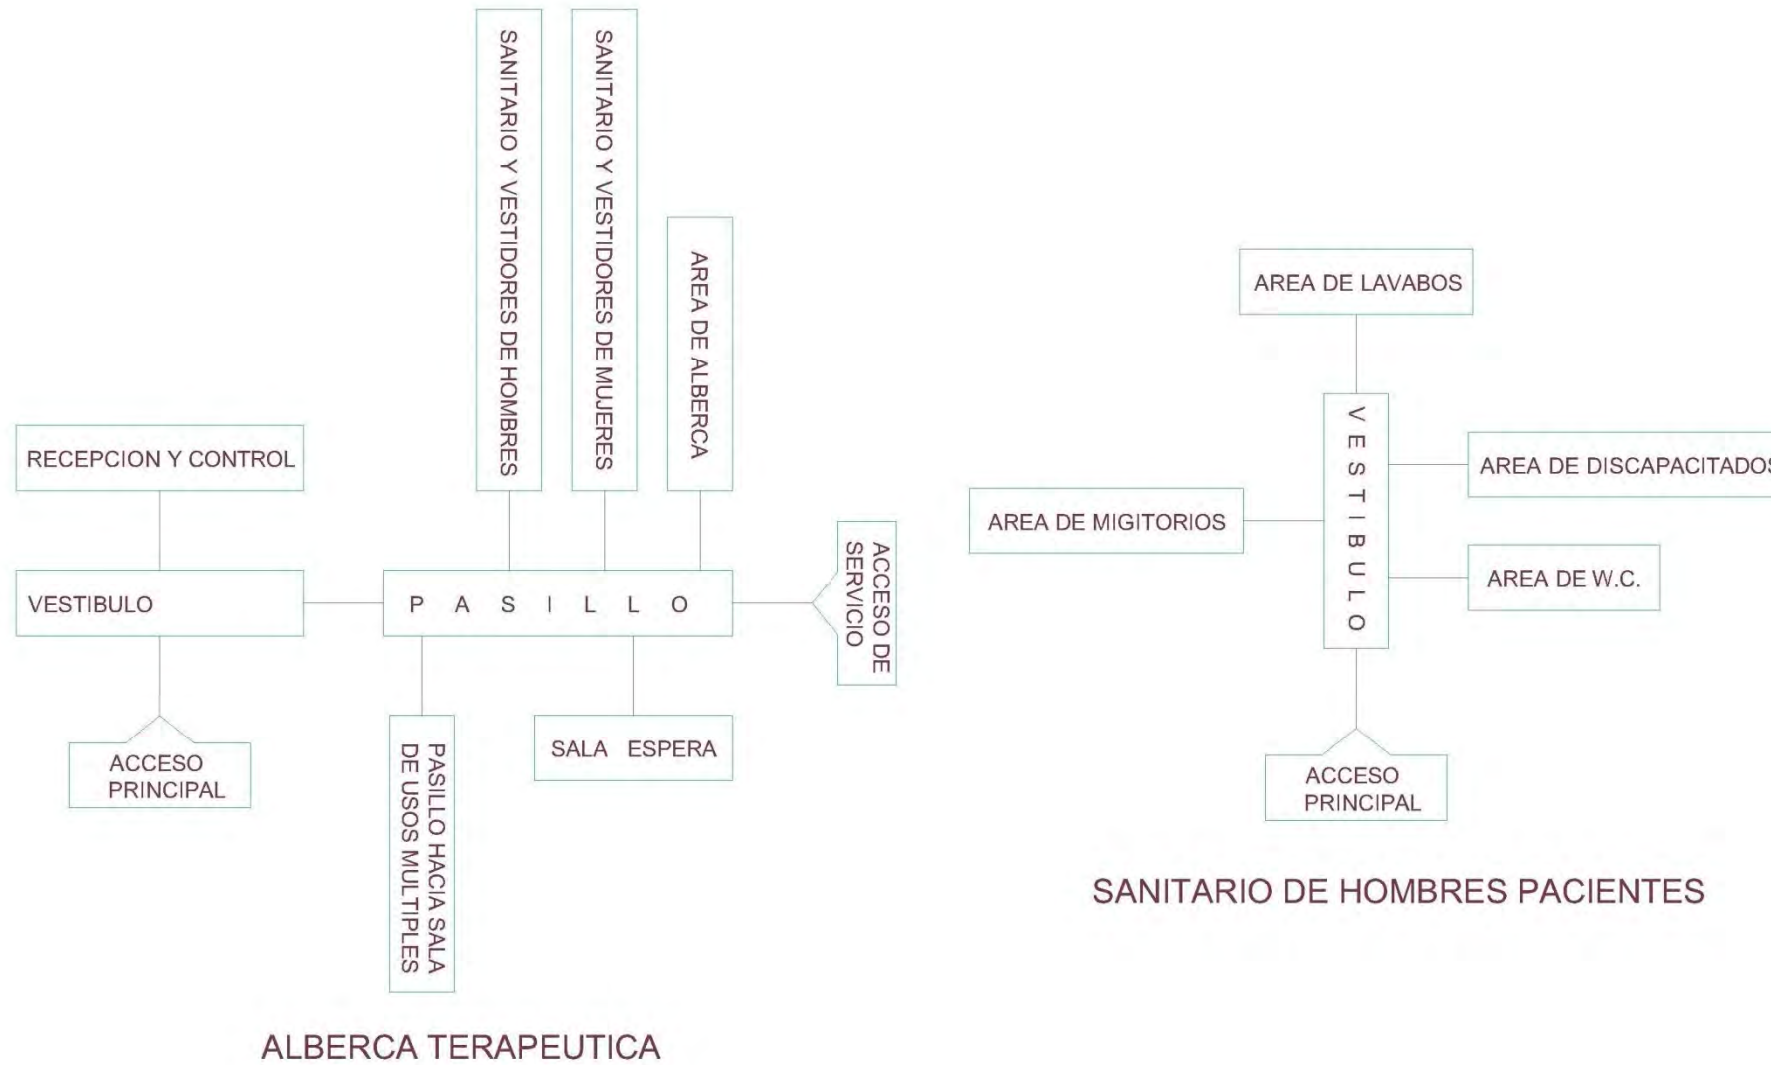 SANITARIO Y VESTIDORES DE HOMBRES
SANITARIO Y VESTIDORES DE MUJERES
AREA DE ALBERCA
RECEPCION Y CONTROL
VESTIBULO
PASILLO
ACCESO DE
SERVICIO
ACCESO
PRINCIPAL
PASILLO HACIA SALA
DE USOS MULTIPLES
SALA ESPERA
ALBERCA TERAPEUTICA
AREA DE LAVABOS
VESTIBULO
AREA DE DISCAPACITADOS
AREA DE MIGITORIOS
AREA DE W.C.
ACCESO
PRINCIPAL
SANITARIO DE HOMBRES PACIENTES